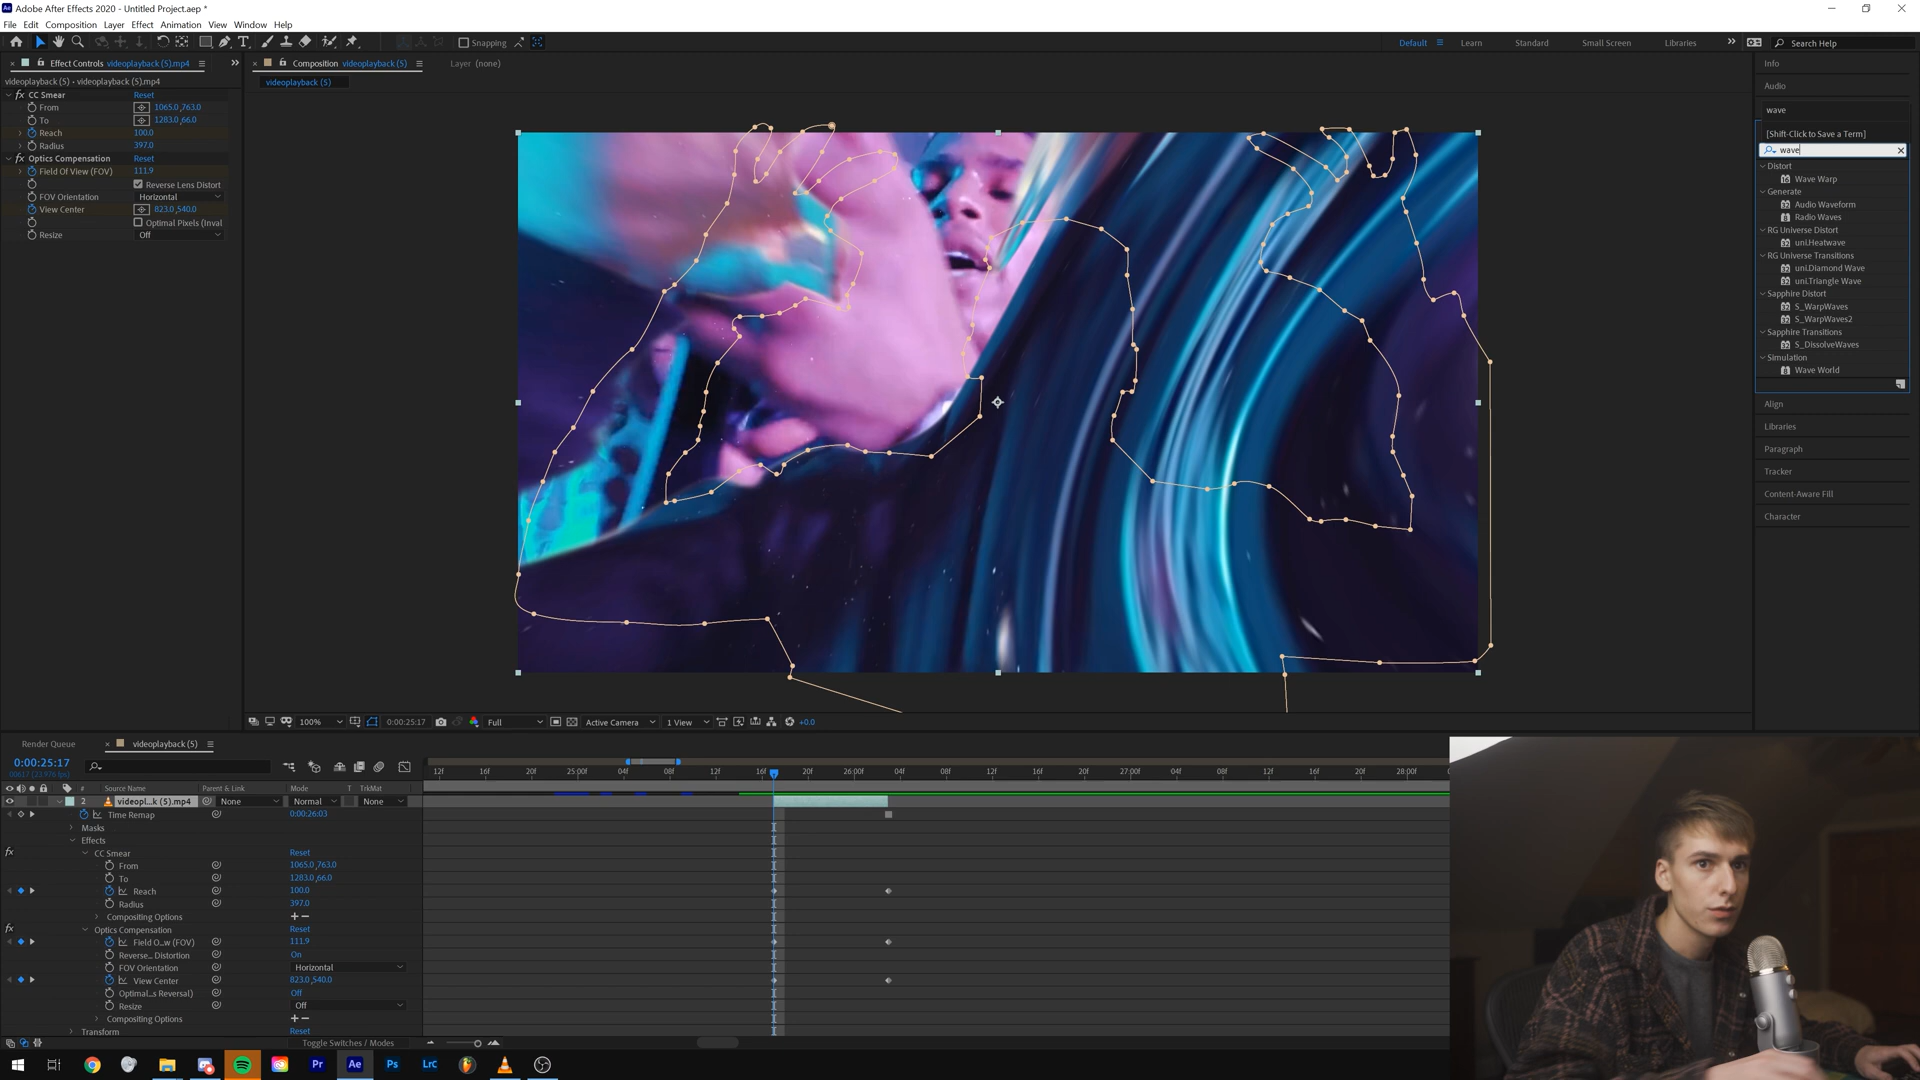 Adobe After Effects 2020 - Untitled Project.aep *
File Edit Composition Layer Effect Animation View Window Help
Snapping
Default Learn Standard Small Screen Libraries Search Help
Effect Controls videoplayback (5).mp4
Composition videoplayback (5)
Layer (none)
Info
videoplayback (5) • videoplayback (5).mp4
videoplayback (5)
Audio
fx CC Smear Reset
From 1065.0,763.0
To 1283.0,66.0
Reach 100.0
Radius 397.0
fx Optics Compensation Reset
Field Of View (FOV) 111.9
Reverse Lens Distort
FOV Orientation Horizontal
View Center 823.0,540.0
Optimal Pixels (Inval
Resize Off
wave
[Shift-Click to Save a Term]
wave
Distort
Wave Warp
Generate
Audio Waveform
Radio Waves
RG Universe Distort
uni.Heatwave
RG Universe Transitions
uni.Diamond Wave
uni.Triangle Wave
Sapphire Distort
S_WarpWaves
S_WarpWaves2
Sapphire Transitions
S_DissolveWaves
Simulation
Wave World
Align
Libraries
Paragraph
Tracker
Content-Aware Fill
Character
100% 0:00:25:17 Full Active Camera 1 View +0.0
Render Queue videoplayback (5)
0:00:25:17
00617 (23.976 fps)
12f 16f 25:00f 04f 08f 12f 16f 20f 26:00f 04f 08f 12f 16f 20f 27:00f 04f 08f 12f 16f 20f 28:00f
# Source Name Parent & Link Mode T TrkMat
2 videopl...k (5).mp4 None Normal None
Time Remap 0:00:26:03
Masks
Effects
fx CC Smear Reset
From 1065.0,763.0
To 1283.0,66.0
Reach 100.0
Radius 397.0
Compositing Options + −
fx Optics Compensation Reset
Field O...w (FOV) 111.9
Reverse... Distortion On
FOV Orientation Horizontal
View Center 823.0,540.0
Optimal...s Reversal) Off
Resize Off
Compositing Options + −
Transform Reset
Toggle Switches / Modes
Pr Ae Ps LrC